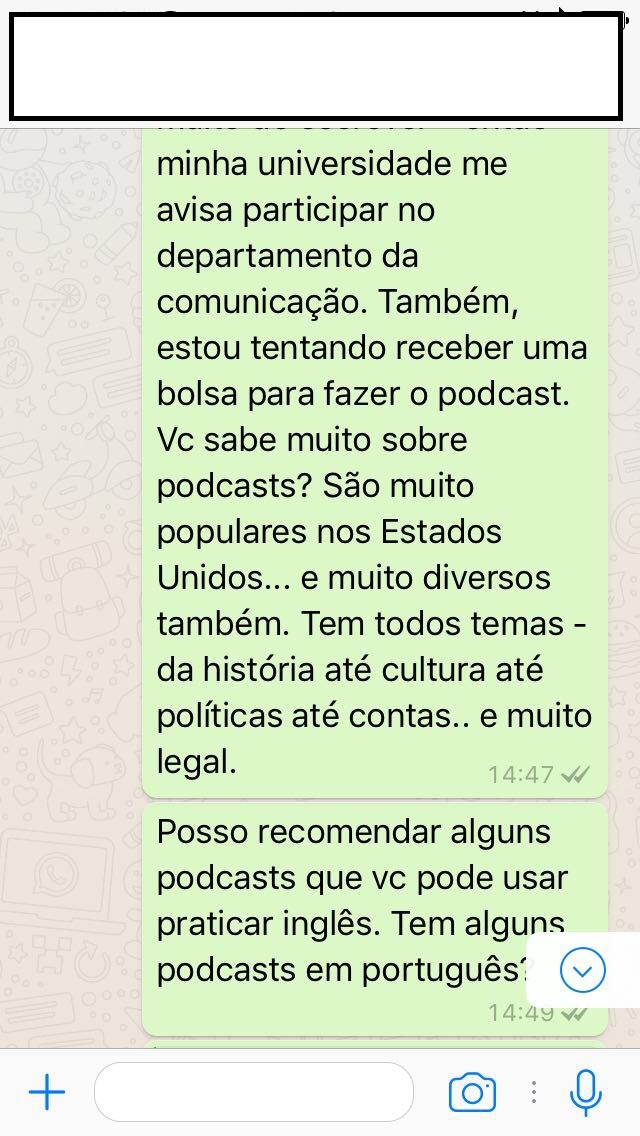 minha universidade me
avisa participar no
departamento da
comunicação. Também,
estou tentando receber uma
bolsa para fazer o podcast.
Vc sabe muito sobre
podcasts? São muito
populares nos Estados
Unidos... e muito diversos
também. Tem todos temas -
da história até cultura até
políticas até contas.. e muito
legal.
14:47
Posso recomendar alguns
podcasts que vc pode usar
praticar inglês. Tem alguns
podcasts em português?
14:49